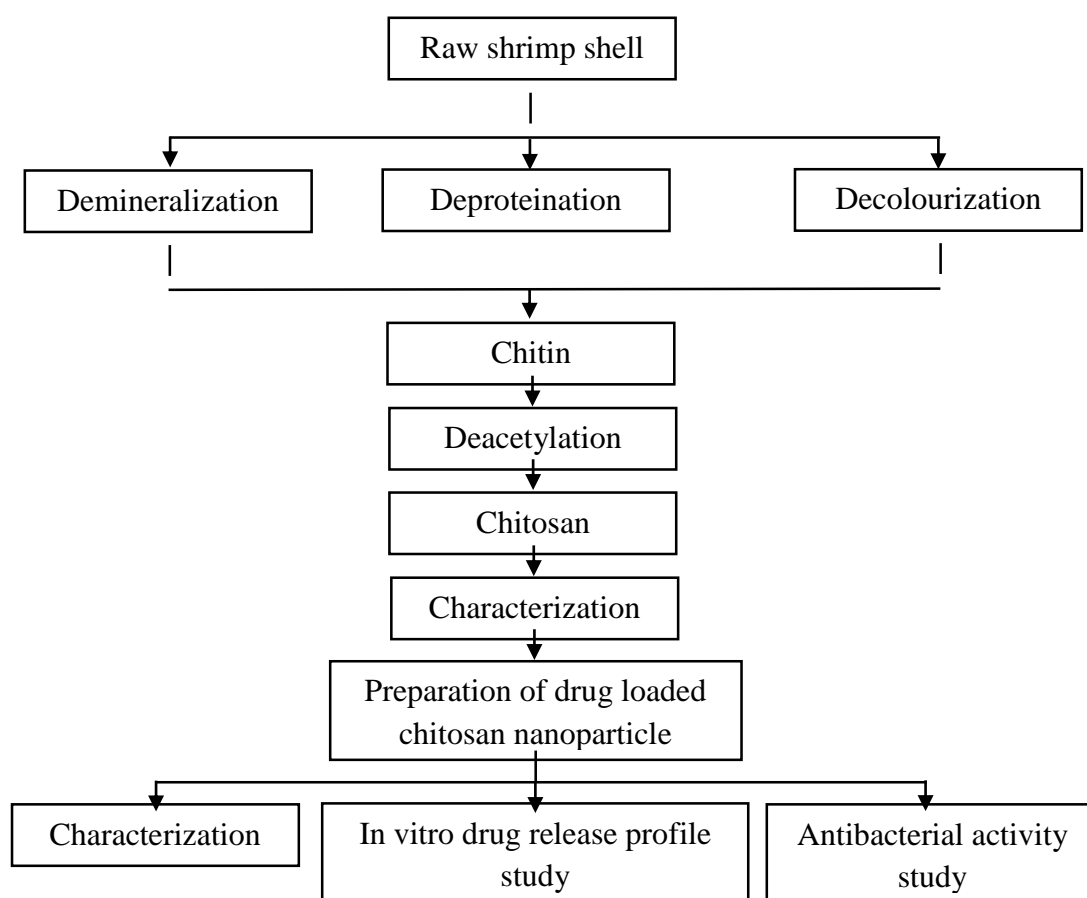 Raw shrimp shell
Demineralization
Deproteination
Decolourization
Chitin
Deacetylation
Chitosan
Characterization
Preparation of drug loaded
chitosan nanoparticle
Characterization
In vitro drug release profile
study
Antibacterial activity
study